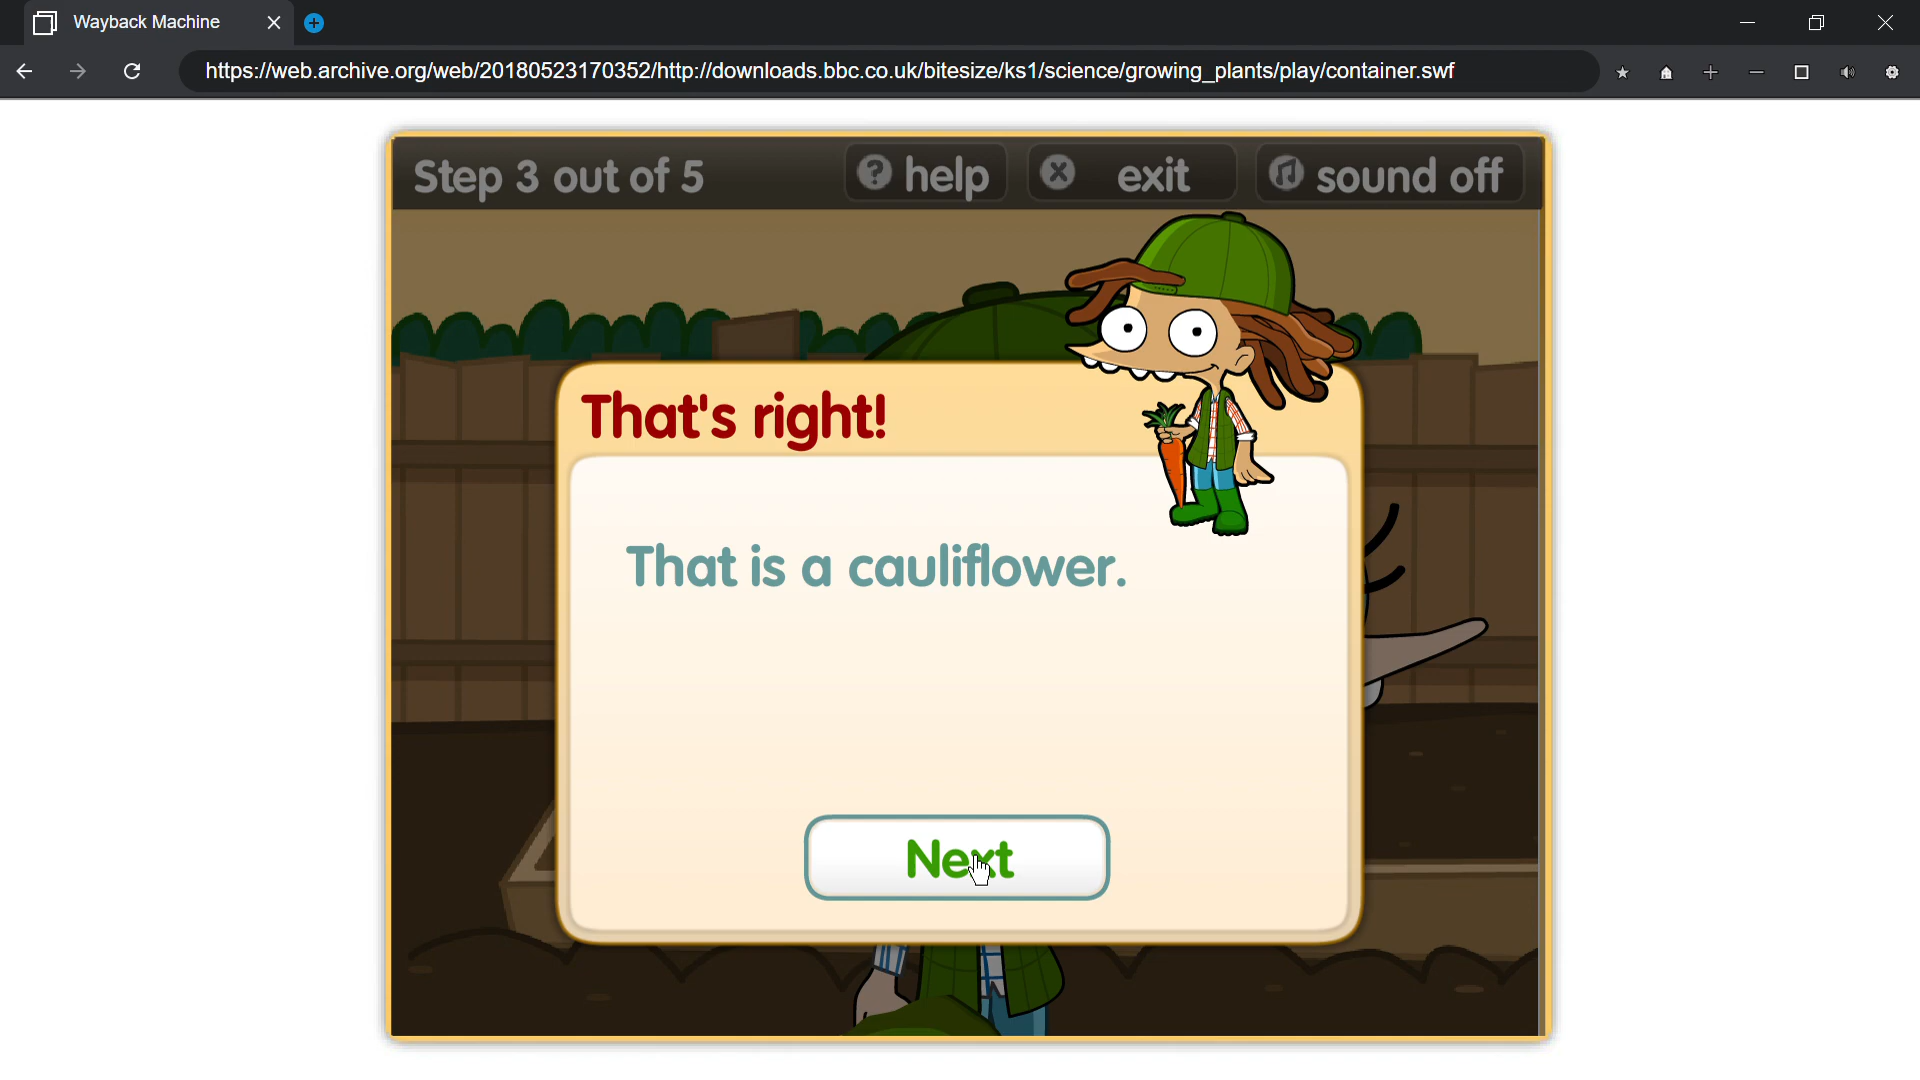 Wayback Machine
https://web.archive.org/web/20180523170352/http://downloads.bbc.co.uk/bitesize/ks1/science/growing_plants/play/container.swf
Step 3 out of 5 help exit sound off
That's right!
That is a cauliflower.
Next